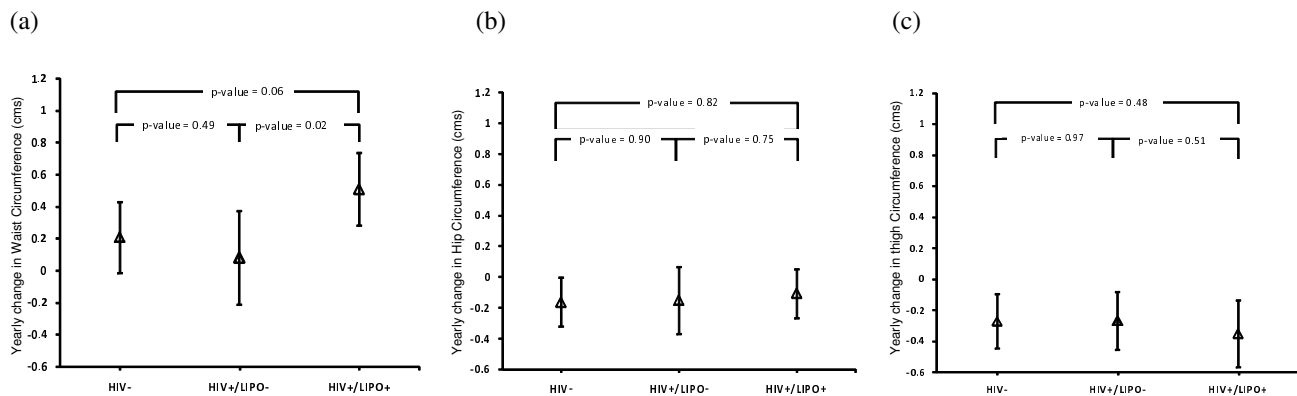 (a)
Yearly change in Waist Circumference (cms)
1.2
1
0.8
0.6
0.4
0.2
0
-0.2
-0.4
-0.6
p-value = 0.06
p-value = 0.49
p-value = 0.02
HIV-
HIV+/LIPO-
HIV+/LIPO+
(b)
Yearly change in Hip Circumference (cms)
1.2
1
0.8
0.6
0.4
0.2
0
-0.2
-0.4
-0.6
p-value = 0.82
p-value = 0.90
p-value = 0.75
HIV-
HIV+/LIPO-
HIV+/LIPO+
(c)
Yearly change in thigh Circumference (cms)
1.2
1
0.8
0.6
0.4
0.2
0
-0.2
-0.4
-0.6
p-value = 0.48
p-value = 0.97
p-value = 0.51
HIV-
HIV+/LIPO-
HIV+/LIPO+